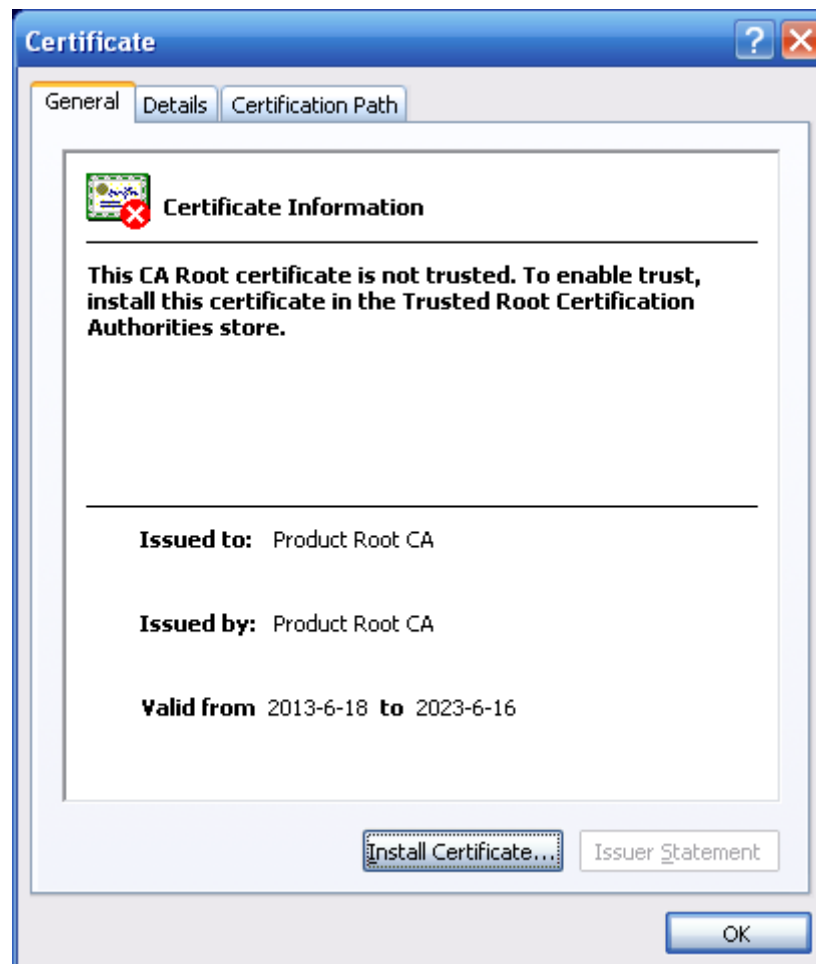 Certificate
General
Details
Certification Path
Certificate Information
This CA Root certificate is not trusted. To enable trust,
install this certificate in the Trusted Root Certification
Authorities store.
Issued to: Product Root CA
Issued by: Product Root CA
Valid from 2013-6-18 to 2023-6-16
Install Certificate...
Issuer Statement
OK